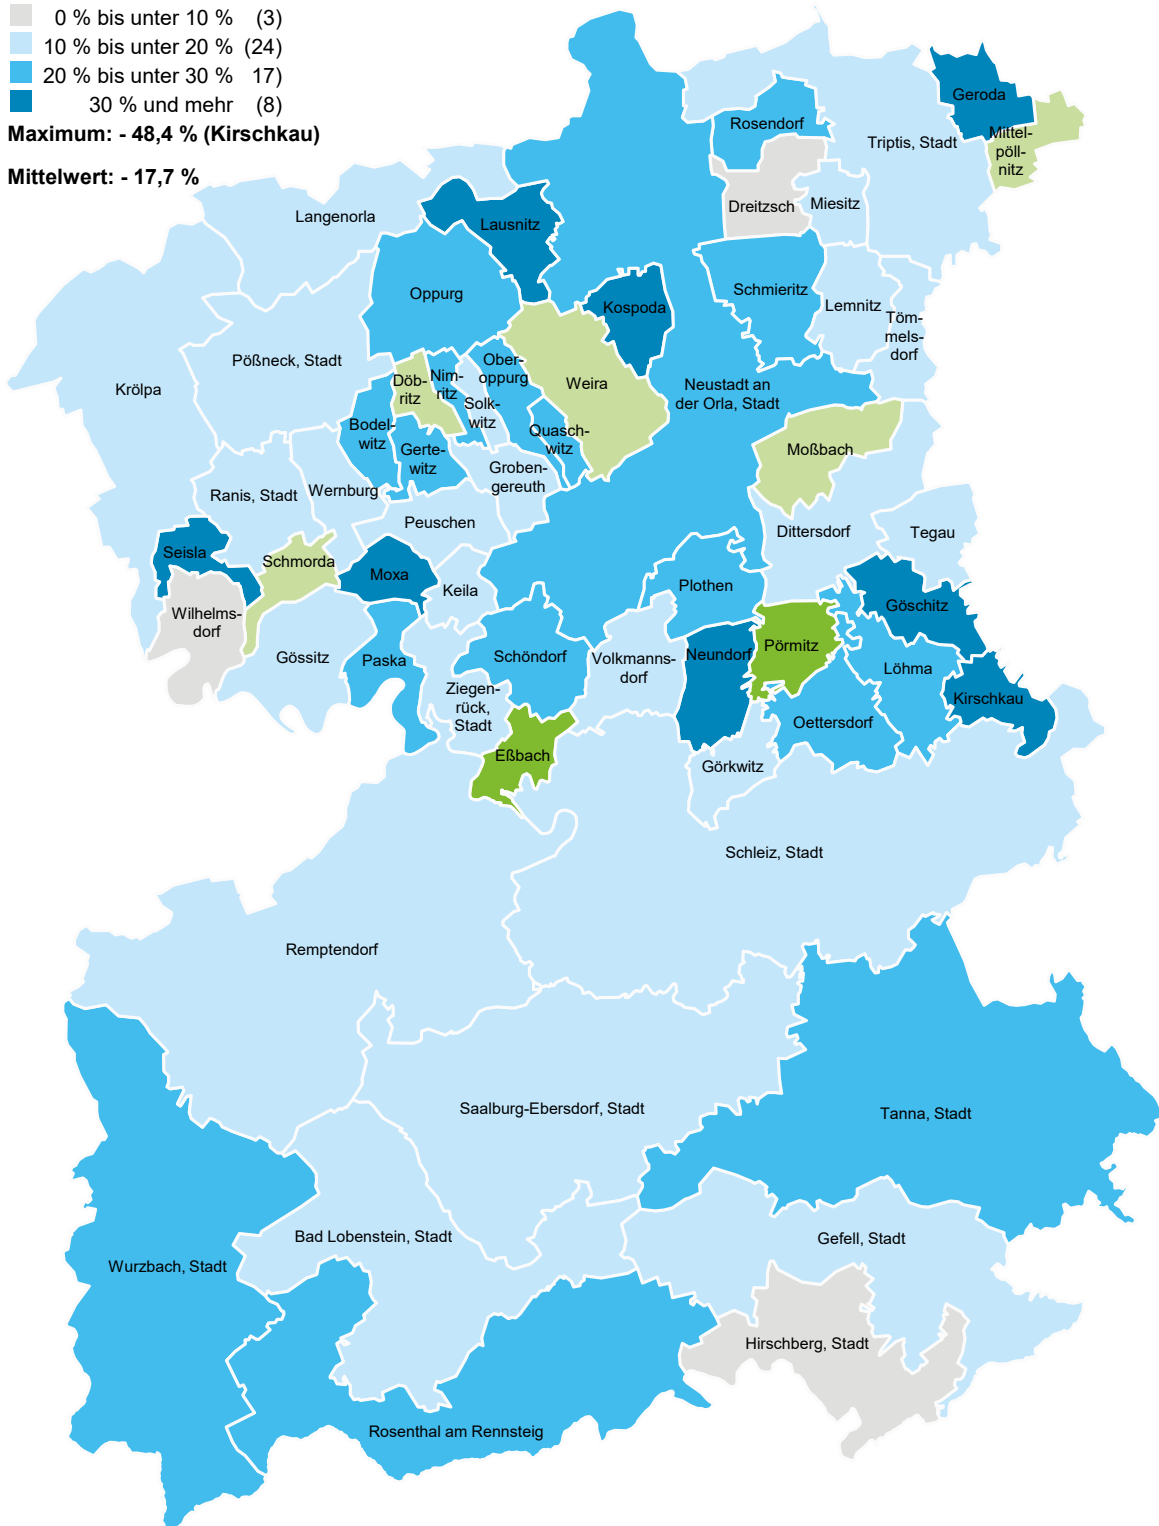 0 % bis unter 10 % (3)
10 % bis unter 20 % (24)
20 % bis unter 30 % 17)
30 % und mehr (8)
Maximum: - 48,4 % (Kirschkau)
Mittelwert: - 17,7 %
Geroda
Rosendorf
Triptis, Stadt
Mittel-
pöll-
nitz
Dreitzsch
Miesitz
Langenorla
Lausnitz
Oppurg
Schmieritz
Kospoda
Lemnitz
Töm-
mels-
dorf
Pößneck, Stadt
Ober-
oppurg
Krölpa
Döb-
ritz
Nim-
ritz
Weira
Neustadt an
der Orla, Stadt
Solk-
witz
Bodel-
witz
Quasch-
witz
Gerte-
witz
Moßbach
Groben-
gereuth
Ranis, Stadt
Wernburg
Peuschen
Dittersdorf
Tegau
Seisla
Schmorda
Moxa
Keila
Plothen
Göschitz
Wilhelms-
dorf
Pörmitz
Gössitz
Paska
Schöndorf
Volkmanns-
dorf
Neundorf
Löhma
Ziegen-
rück,
Stadt
Kirschkau
Oettersdorf
Eßbach
Görkwitz
Schleiz, Stadt
Remptendorf
Saalburg-Ebersdorf, Stadt
Tanna, Stadt
Bad Lobenstein, Stadt
Gefell, Stadt
Wurzbach, Stadt
Hirschberg, Stadt
Rosenthal am Rennsteig